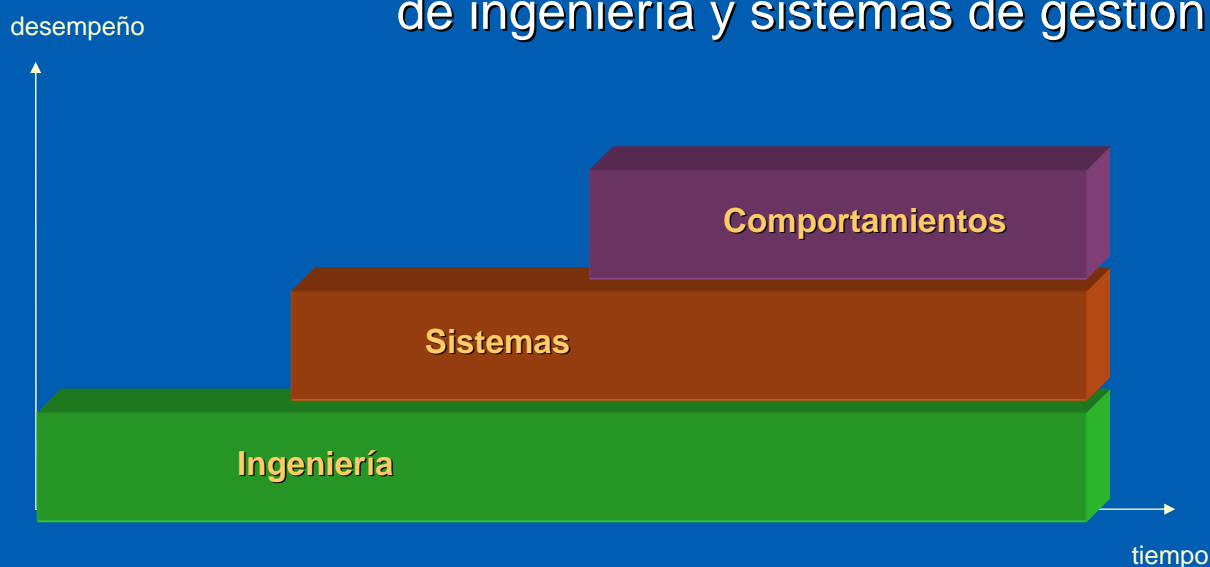 de ingeniería y sistemas de gestión
desempeño
Comportamientos
Sistemas
Ingeniería
tiempo